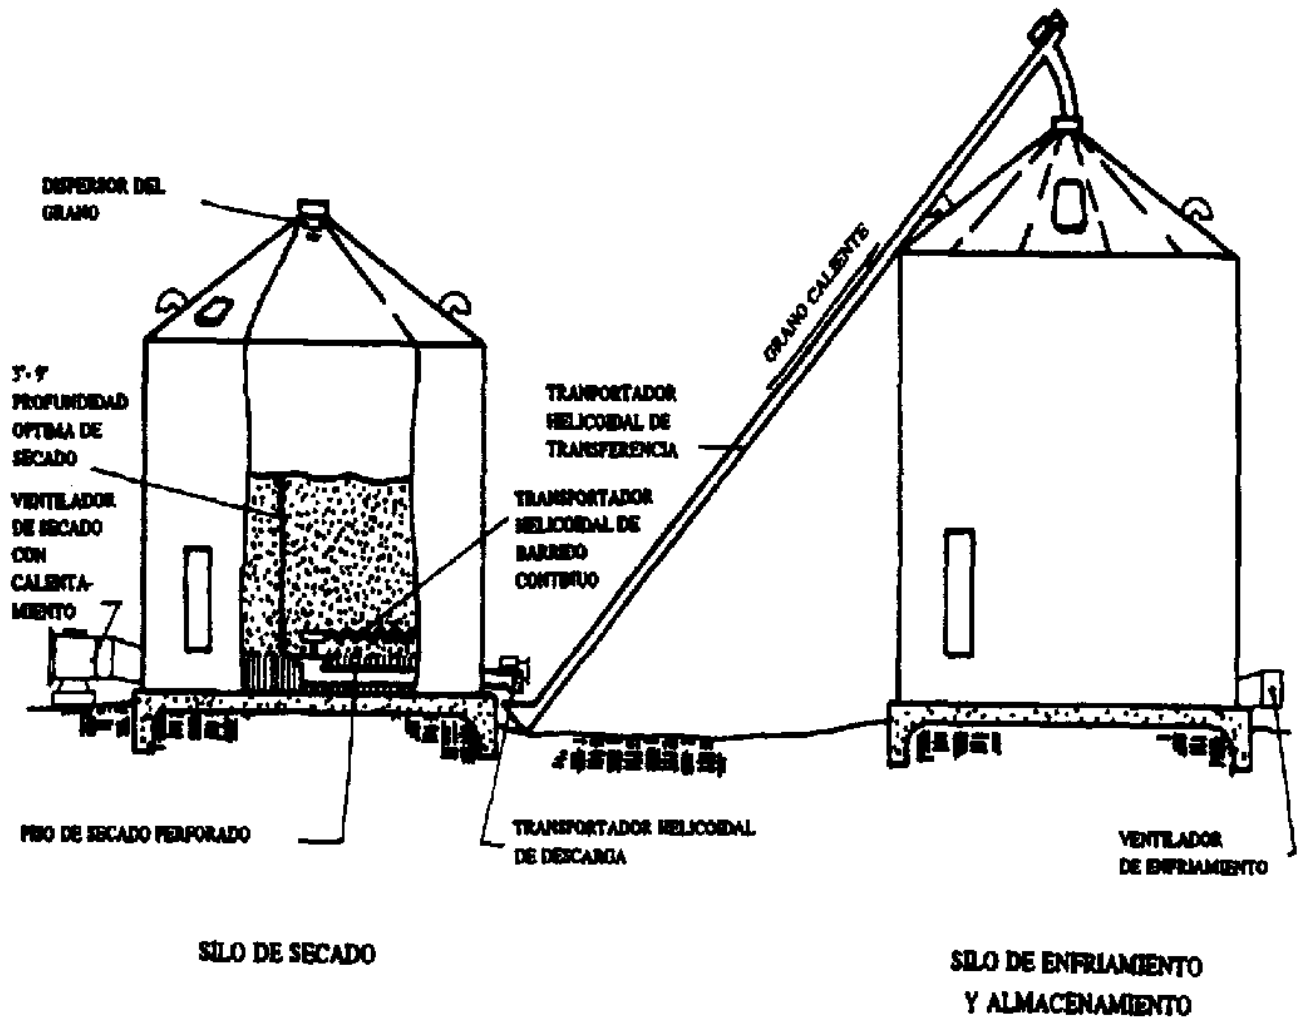 DISPERSOR DEL
GRANO
3'- 9'
PROFUNDIDAD
OPTIMA DE
SECADO
VENTILADOR
DE SECADO
CON
CALENTA-
MIENTO
PISO DE SECADO PERFORADO
SILO DE SECADO
TRANPORTADOR
HELICOIDAL DE
TRANSFERENCIA
TRANSPORTADOR
HELICOIDAL DE
BARRIDO
CONTINUO
TRANSPORTADOR HELICOIDAL
DE DESCARGA
GRANO CALIENTE
VENTILADOR
DE ENFRIAMIENTO
SILO DE ENFRIAMIENTO
Y ALMACENAMIENTO